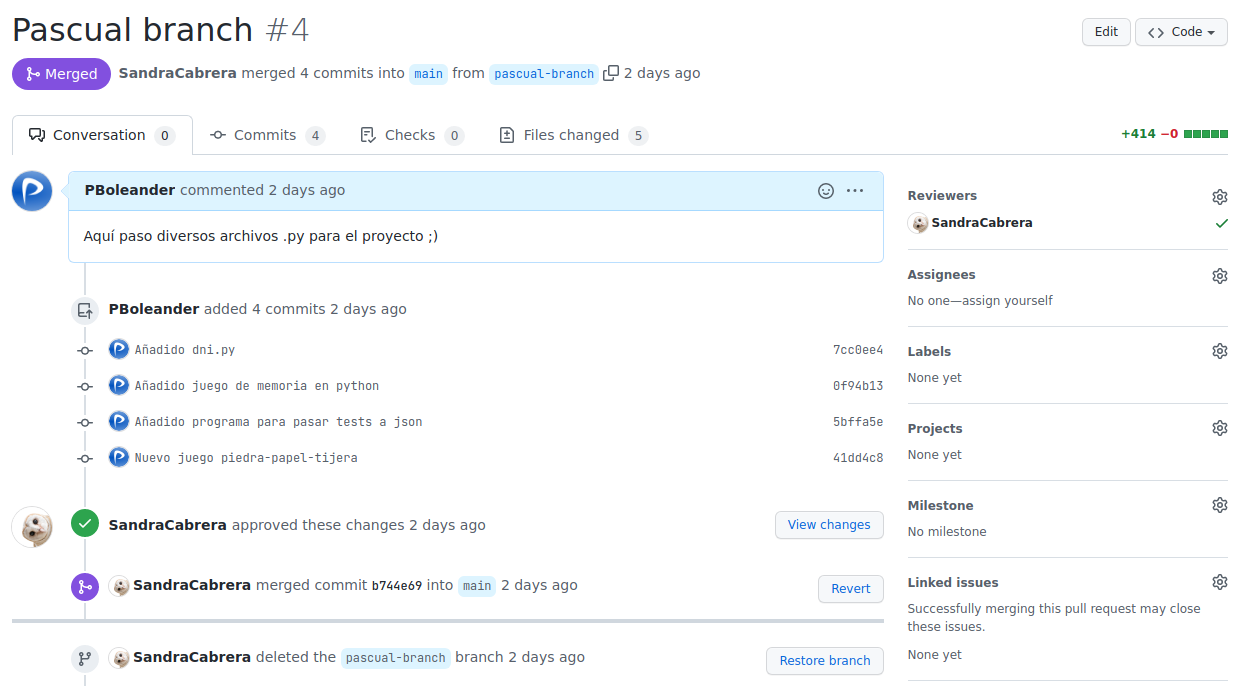 Pascual branch #4
Edit
Code
Merged
SandraCabrera merged 4 commits into main from pascual-branch 2 days ago
Conversation 0
Commits 4
Checks 0
Files changed 5
+414 −0
PBoleander commented 2 days ago
Aquí paso diversos archivos .py para el proyecto ;)
PBoleander added 4 commits 2 days ago
Añadido dni.py 7cc0ee4
Añadido juego de memoria en python 0f94b13
Añadido programa para pasar tests a json 5bffa5e
Nuevo juego piedra-papel-tijera 41dd4c8
SandraCabrera approved these changes 2 days ago
View changes
SandraCabrera merged commit b744e69 into main 2 days ago
Revert
SandraCabrera deleted the pascual-branch branch 2 days ago
Restore branch
Reviewers
SandraCabrera
Assignees
No one—assign yourself
Labels
None yet
Projects
None yet
Milestone
No milestone
Linked issues
Successfully merging this pull request may close
these issues.
None yet